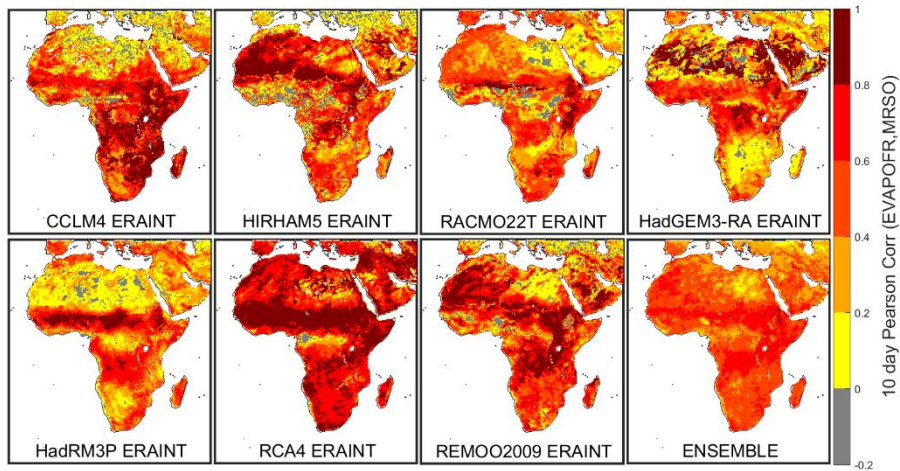 CCLM4 ERAINT
HIRHAM5 ERAINT
RACMO22T ERAINT
HadGEM3-RA ERAINT
HadRM3P ERAINT
RCA4 ERAINT
REMOO2009 ERAINT
ENSEMBLE
1
0.8
0.6
0.4
0.2
0
-0.2
10 day Pearson Corr (EVAPOFR,MRSO)